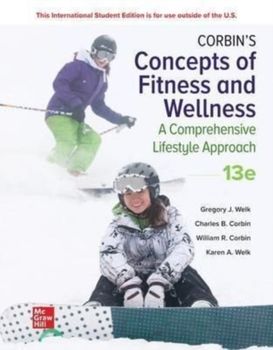 This International Student Edition is for use outside of the U.S.
CORBIN'S
Concepts of
Fitness and
Wellness
A Comprehensive
Lifestyle Approach
13e
Gregory J. Welk
Charles B. Corbin
William R. Corbin
Karen A. Welk
Mc
Graw
Hill